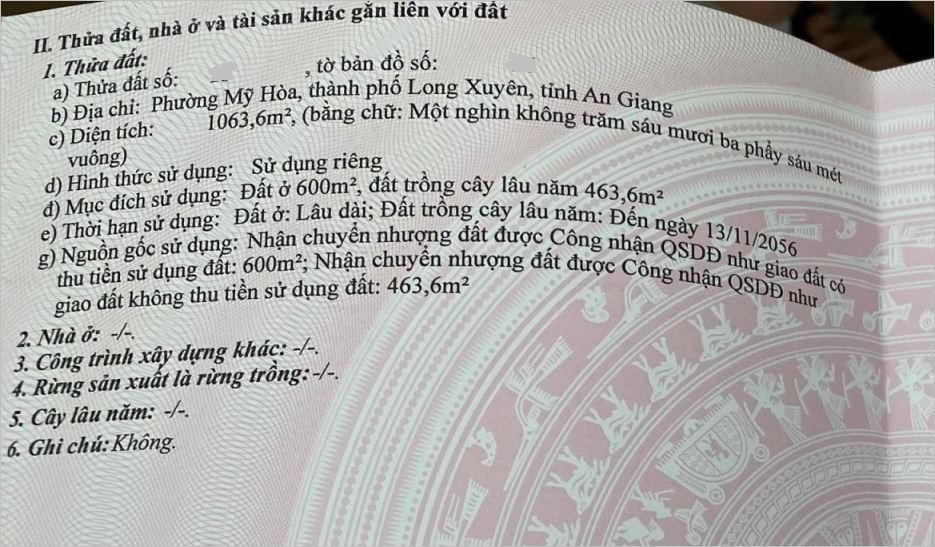 II. Thửa đất, nhà ở và tài sản khác gắn liền với đất
1. Thửa đất:
a) Thửa đất số: , tờ bản đồ số:
b) Địa chỉ: Phường Mỹ Hòa, thành phố Long Xuyên, tỉnh An Giang
c) Diện tích: 1063,6m², (bằng chữ: Một nghìn không trăm sáu mươi ba phẩy sáu mét
vuông)
d) Hình thức sử dụng: Sử dụng riêng
đ) Mục đích sử dụng: Đất ở 600m², đất trồng cây lâu năm 463,6m²
e) Thời hạn sử dụng: Đất ở: Lâu dài; Đất trồng cây lâu năm: Đến ngày 13/11/2056
g) Nguồn gốc sử dụng: Nhận chuyển nhượng đất được Công nhận QSDĐ như giao đất có
thu tiền sử dụng đất: 600m²; Nhận chuyển nhượng đất được Công nhận QSDĐ như
giao đất không thu tiền sử dụng đất: 463,6m²
2. Nhà ở: -/-.
3. Công trình xây dựng khác: -/-.
4. Rừng sản xuất là rừng trồng: -/-.
5. Cây lâu năm: -/-.
6. Ghi chú: Không.